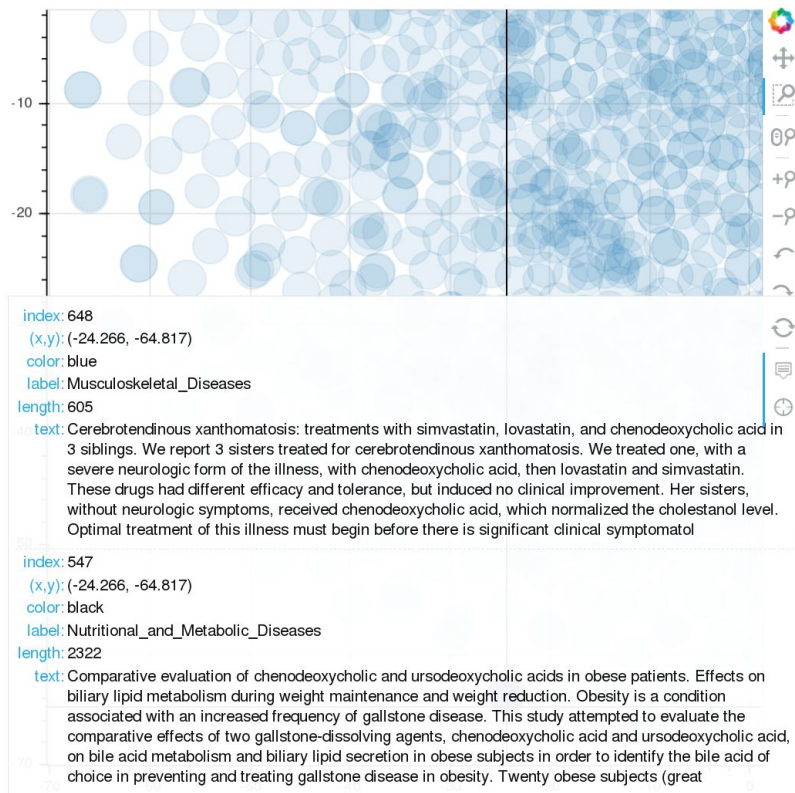 -10
-20
index: 648
(x,y): (-24.266, -64.817)
color: blue
label: Musculoskeletal_Diseases
length: 605
text: Cerebrotendinous xanthomatosis: treatments with simvastatin, lovastatin, and chenodeoxycholic acid in
3 siblings. We report 3 sisters treated for cerebrotendinous xanthomatosis. We treated one, with a
severe neurologic form of the illness, with chenodeoxycholic acid, then lovastatin and simvastatin.
These drugs had different efficacy and tolerance, but induced no clinical improvement. Her sisters,
without neurologic symptoms, received chenodeoxycholic acid, which normalized the cholestanol level.
Optimal treatment of this illness must begin before there is significant clinical symptomatol
index: 547
(x,y): (-24.266, -64.817)
color: black
label: Nutritional_and_Metabolic_Diseases
length: 2322
text: Comparative evaluation of chenodeoxycholic and ursodeoxycholic acids in obese patients. Effects on
biliary lipid metabolism during weight maintenance and weight reduction. Obesity is a condition
associated with an increased frequency of gallstone disease. This study attempted to evaluate the
comparative effects of two gallstone-dissolving agents, chenodeoxycholic acid and ursodeoxycholic acid,
on bile acid metabolism and biliary lipid secretion in obese subjects in order to identify the bile acid of
-70
choice in preventing and treating gallstone disease in obesity. Twenty obese subjects (great